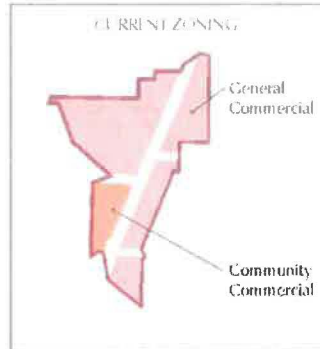 CURRENT ZONING
General
Commercial
Community
Commercial